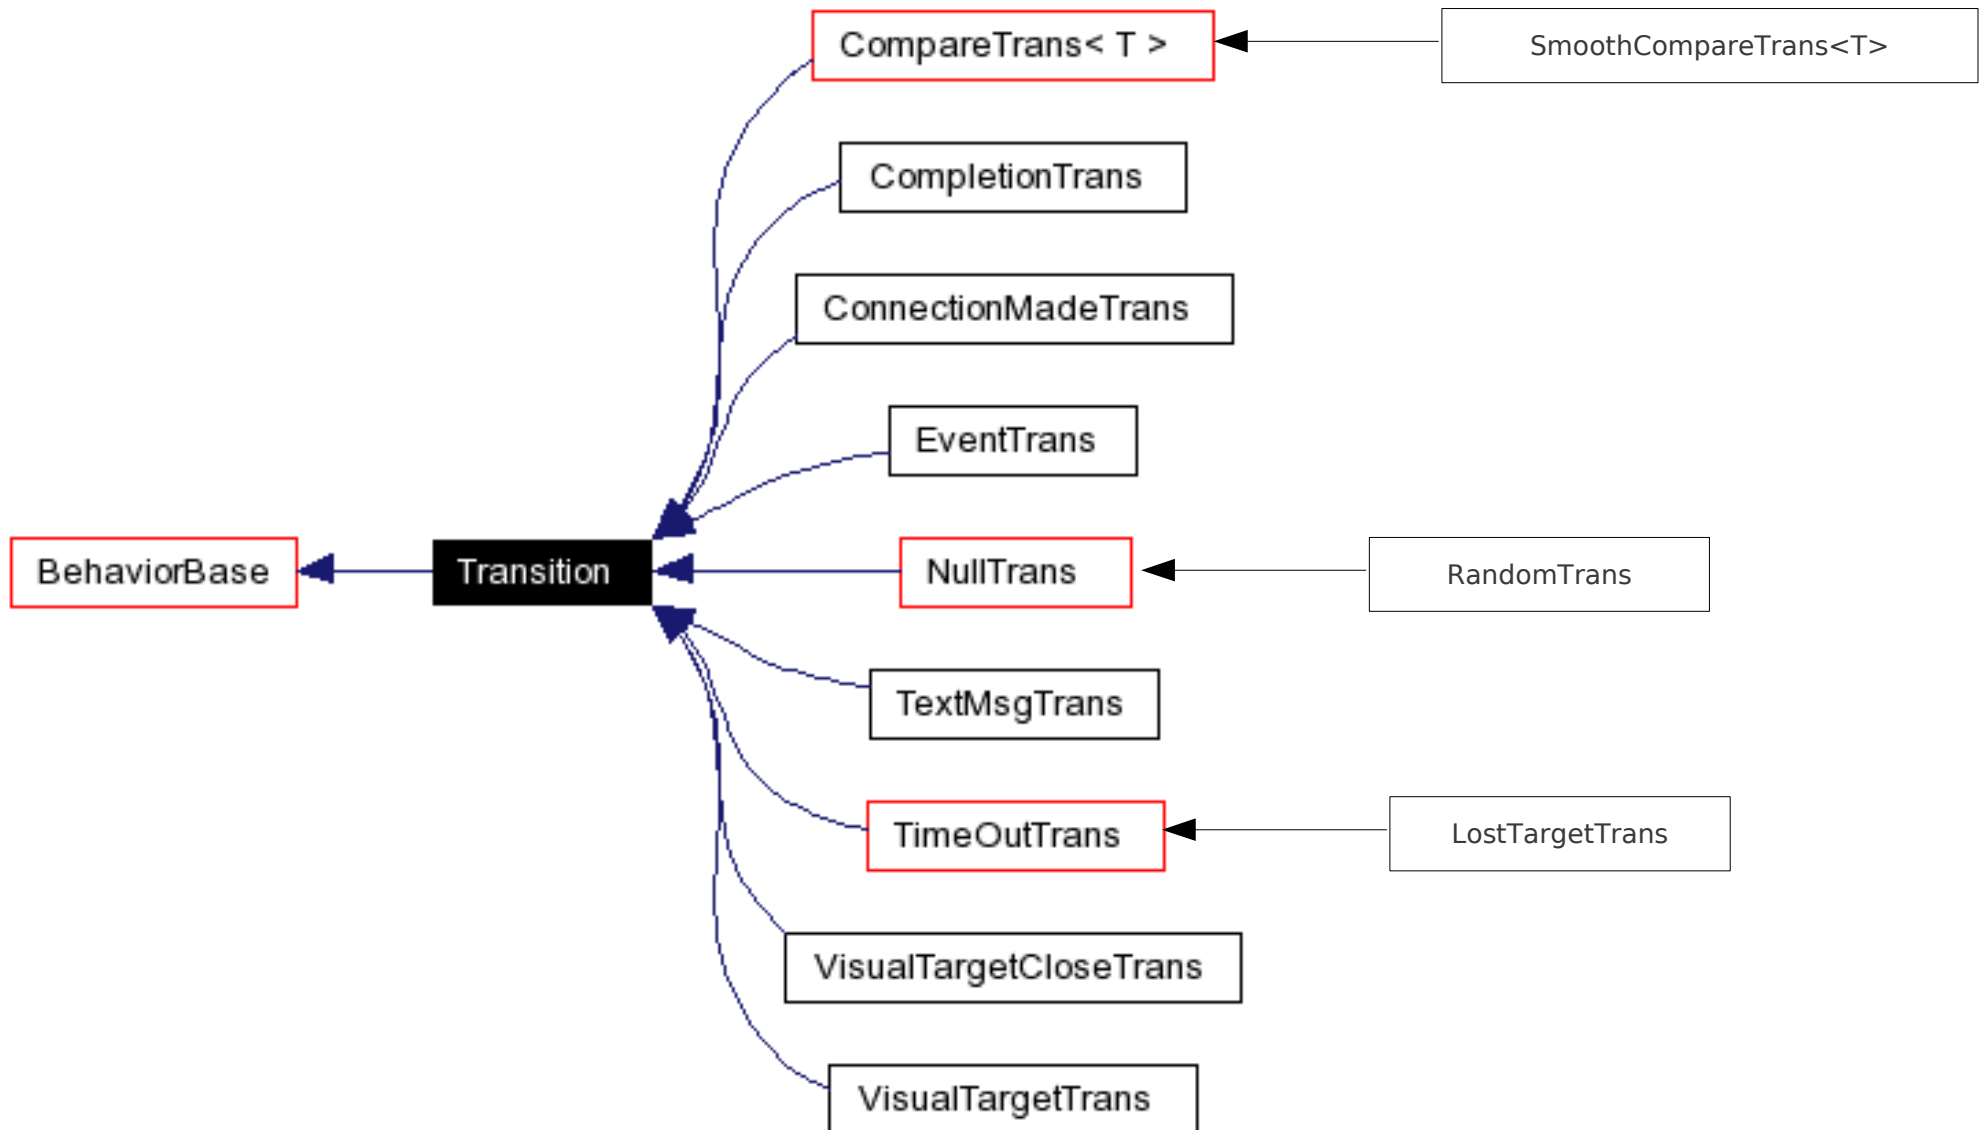 CompareTrans< T >
SmoothCompareTrans<T>
CompletionTrans
ConnectionMadeTrans
EventTrans
BehaviorBase
Transition
NullTrans
RandomTrans
TextMsgTrans
TimeOutTrans
LostTargetTrans
VisualTargetCloseTrans
VisualTargetTrans